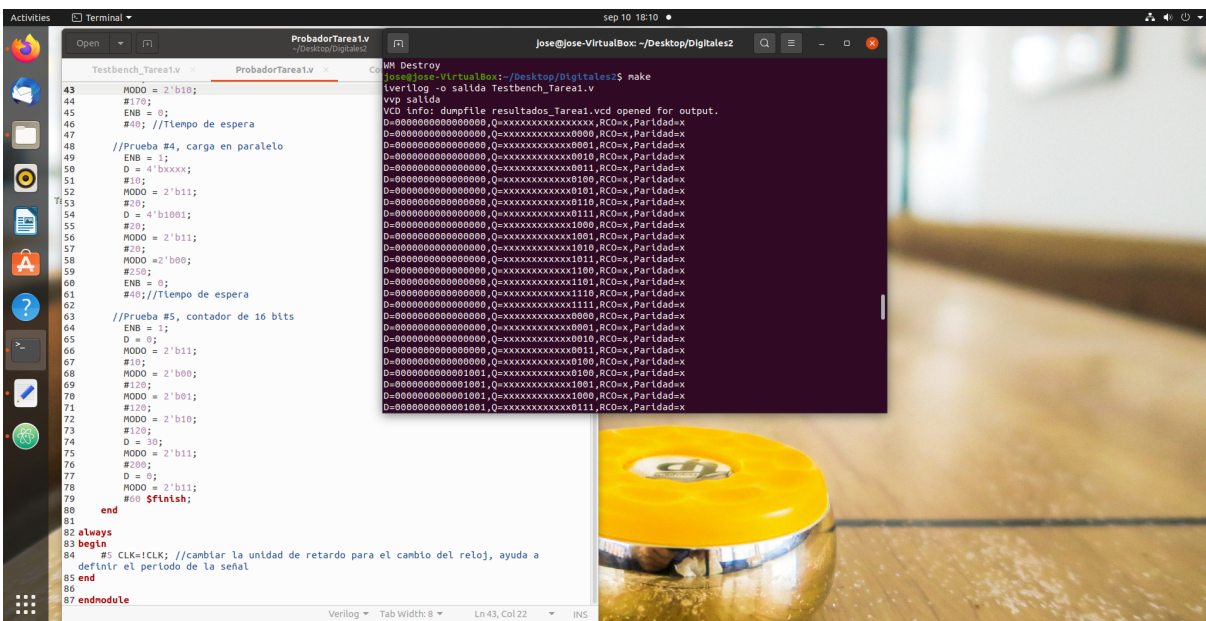 Activities
Terminal
sep 10 18:10
Open
ProbadorTarea1.v
~/Desktop/Digitales2
Testbench_Tarea1.v ×
ProbadorTarea1.v ×
Co
43 MODO = 2'b10;
44 #170;
45 ENB = 0;
46 #40; //Tiempo de espera
47
48 //Prueba #4, carga en paralelo
49 ENB = 1;
50 D = 4'bxxxx;
51 #10;
52 MODO = 2'b11;
53 #20;
54 D = 4'b1001;
55 #20;
56 MODO = 2'b11;
57 #20;
58 MODO =2'b00;
59 #250;
60 ENB = 0;
61 #40;//Tiempo de espera
62
63 //Prueba #5, contador de 16 bits
64 ENB = 1;
65 D = 0;
66 MODO = 2'b11;
67 #10;
68 MODO = 2'b00;
69 #120;
70 MODO = 2'b01;
71 #120;
72 MODO = 2'b10;
73 #120;
74 D = 30;
75 MODO = 2'b11;
76 #200;
77 D = 0;
78 MODO = 2'b11;
79 #60 $finish;
80 end
81
82 always
83 begin
84 #5 CLK=!CLK; //cambiar la unidad de retardo para el cambio del reloj, ayuda a
definir el periodo de la señal
85 end
86
87 endmodule
Verilog
Tab Width: 8
Ln 43, Col 22
INS
jose@jose-VirtualBox: ~/Desktop/Digitales2
WM Destroy
jose@jose-VirtualBox:~/Desktop/Digitales2$ make
iverilog -o salida Testbench_Tarea1.v
vvp salida
VCD info: dumpfile resultados_Tarea1.vcd opened for output.
D=0000000000000000,Q=xxxxxxxxxxxxxxxx,RCO=x,Paridad=x
D=0000000000000000,Q=xxxxxxxxxxxx0000,RCO=x,Paridad=x
D=0000000000000000,Q=xxxxxxxxxxxx0001,RCO=x,Paridad=x
D=0000000000000000,Q=xxxxxxxxxxxx0010,RCO=x,Paridad=x
D=0000000000000000,Q=xxxxxxxxxxxx0011,RCO=x,Paridad=x
D=0000000000000000,Q=xxxxxxxxxxxx0100,RCO=x,Paridad=x
D=0000000000000000,Q=xxxxxxxxxxxx0101,RCO=x,Paridad=x
D=0000000000000000,Q=xxxxxxxxxxxx0110,RCO=x,Paridad=x
D=0000000000000000,Q=xxxxxxxxxxxx0111,RCO=x,Paridad=x
D=0000000000000000,Q=xxxxxxxxxxxx1000,RCO=x,Paridad=x
D=0000000000000000,Q=xxxxxxxxxxxx1001,RCO=x,Paridad=x
D=0000000000000000,Q=xxxxxxxxxxxx1010,RCO=x,Paridad=x
D=0000000000000000,Q=xxxxxxxxxxxx1011,RCO=x,Paridad=x
D=0000000000000000,Q=xxxxxxxxxxxx1100,RCO=x,Paridad=x
D=0000000000000000,Q=xxxxxxxxxxxx1101,RCO=x,Paridad=x
D=0000000000000000,Q=xxxxxxxxxxxx1110,RCO=x,Paridad=x
D=0000000000000000,Q=xxxxxxxxxxxx1111,RCO=x,Paridad=x
D=0000000000000000,Q=xxxxxxxxxxxx0000,RCO=x,Paridad=x
D=0000000000000000,Q=xxxxxxxxxxxx0001,RCO=x,Paridad=x
D=0000000000000000,Q=xxxxxxxxxxxx0010,RCO=x,Paridad=x
D=0000000000000000,Q=xxxxxxxxxxxx0011,RCO=x,Paridad=x
D=0000000000000000,Q=xxxxxxxxxxxx0100,RCO=x,Paridad=x
D=0000000000001001,Q=xxxxxxxxxxxx0100,RCO=x,Paridad=x
D=0000000000001001,Q=xxxxxxxxxxxx1001,RCO=x,Paridad=x
D=0000000000001001,Q=xxxxxxxxxxxx1000,RCO=x,Paridad=x
D=0000000000001001,Q=xxxxxxxxxxxx0111,RCO=x,Paridad=x